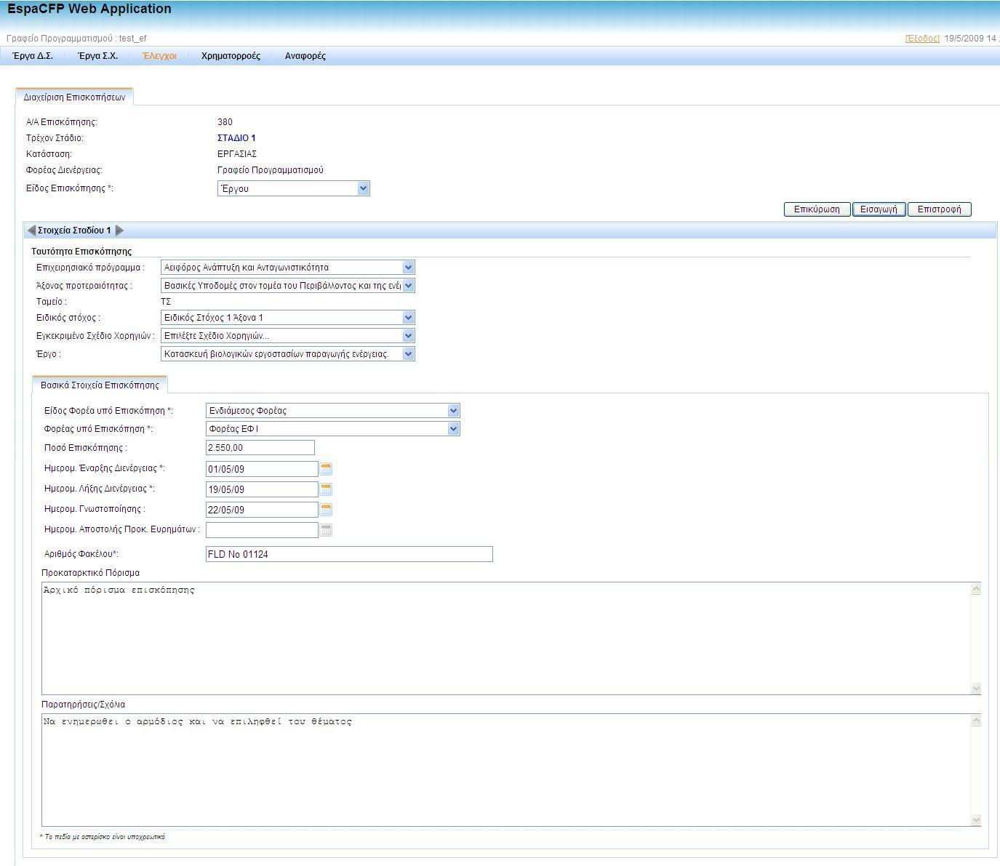 EspaCFP Web Application
Γραφείο Προγραμματισμού : test_ef [Έξοδος] 19/5/2009 14
Έργα Δ.Σ. Έργα Σ.Χ. Έλεγχοι Χρηματορροές Αναφορές
Διαχείριση Επισκοπήσεων
Α/Α Επισκόπησης: 380
Τρέχον Στάδιο: ΣΤΑΔΙΟ 1
Κατάσταση: ΕΡΓΑΣΙΑΣ
Φορέας Διενέργειας: Γραφείο Προγραμματισμού
Είδος Επισκόπησης *: Έργου
Επικύρωση Εισαγωγή Επιστροφή
Στοιχεία Σταδίου 1
Ταυτότητα Επισκόπησης
Επιχειρησιακό πρόγραμμα : Αειφόρος Ανάπτυξη και Ανταγωνιστικότητα
Άξονας προτεραιότητας : Βασικές Υποδομές στον τομέα του Περιβάλλοντος και της ενέρ
Ταμείο : ΤΣ
Ειδικός στόχος : Ειδικός Στόχος 1 Άξονα 1
Εγκεκριμένο Σχέδιο Χορηγιών : Επιλέξτε Σχέδιο Χορηγιών...
Έργο : Κατασκευή βιολογικών εργοστασίων παραγωγής ενέργειας.
Βασικά Στοιχεία Επισκόπησης
Είδος Φορέα υπό Επισκόπηση *: Ενδιάμεσος Φορέας
Φορέας υπό Επισκόπηση *: Φορέας ΕΦ Ι
Ποσό Επισκόπησης : 2.550,00
Ημερομ. Έναρξης Διενέργειας *: 01/05/09
Ημερομ. Λήξης Διενέργειας *: 19/05/09
Ημερομ. Γνωστοποίησης : 22/05/09
Ημερομ. Αποστολής Προκ. Ευρημάτων :
Αριθμός Φακέλου*: FLD No 01124
Προκαταρκτικό Πόρισμα
Αρχικό πόρισμα επισκόπησης
Παρατηρήσεις/Σχόλια
Να ενημερωθει ο αρμόδιος και να επιληφθεί του θέματος
* Τα πεδία με αστερίσκο είναι υποχρεωτικά